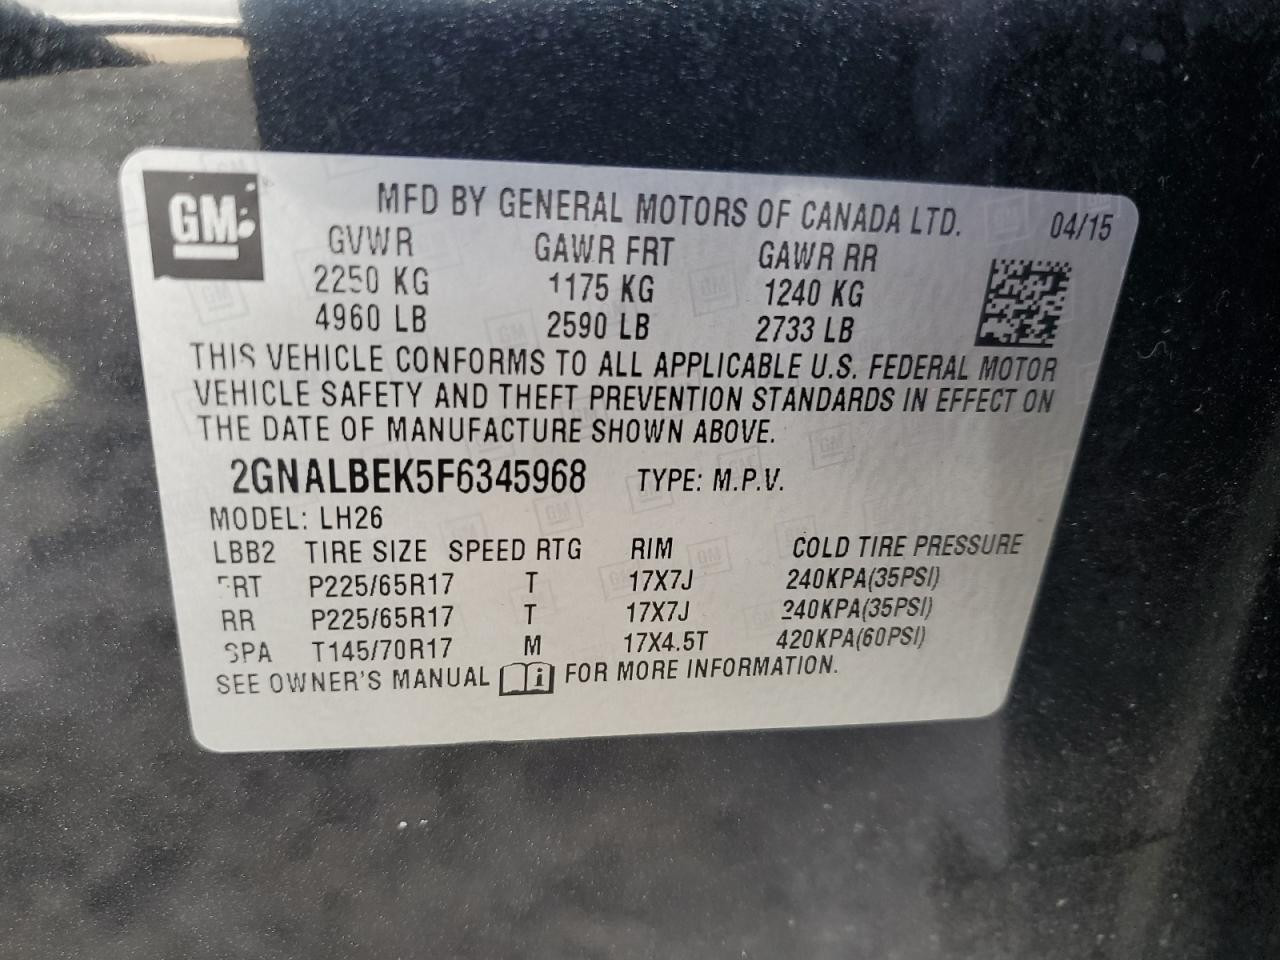 GM
MFD BY GENERAL MOTORS OF CANADA LTD. 04/15
GVWR GAWR FRT GAWR RR
2250 KG 1175 KG 1240 KG
4960 LB 2590 LB 2733 LB
THIS VEHICLE CONFORMS TO ALL APPLICABLE U.S. FEDERAL MOTOR
VEHICLE SAFETY AND THEFT PREVENTION STANDARDS IN EFFECT ON
THE DATE OF MANUFACTURE SHOWN ABOVE.
2GNALBEK5F6345968 TYPE: M.P.V.
MODEL: LH26
LBB2 TIRE SIZE SPEED RTG RIM COLD TIRE PRESSURE
FRT P225/65R17 T 17X7J 240KPA(35PSI)
RR P225/65R17 T 17X7J 240KPA(35PSI)
SPA T145/70R17 M 17X4.5T 420KPA(60PSI)
SEE OWNER'S MANUAL i FOR MORE INFORMATION.